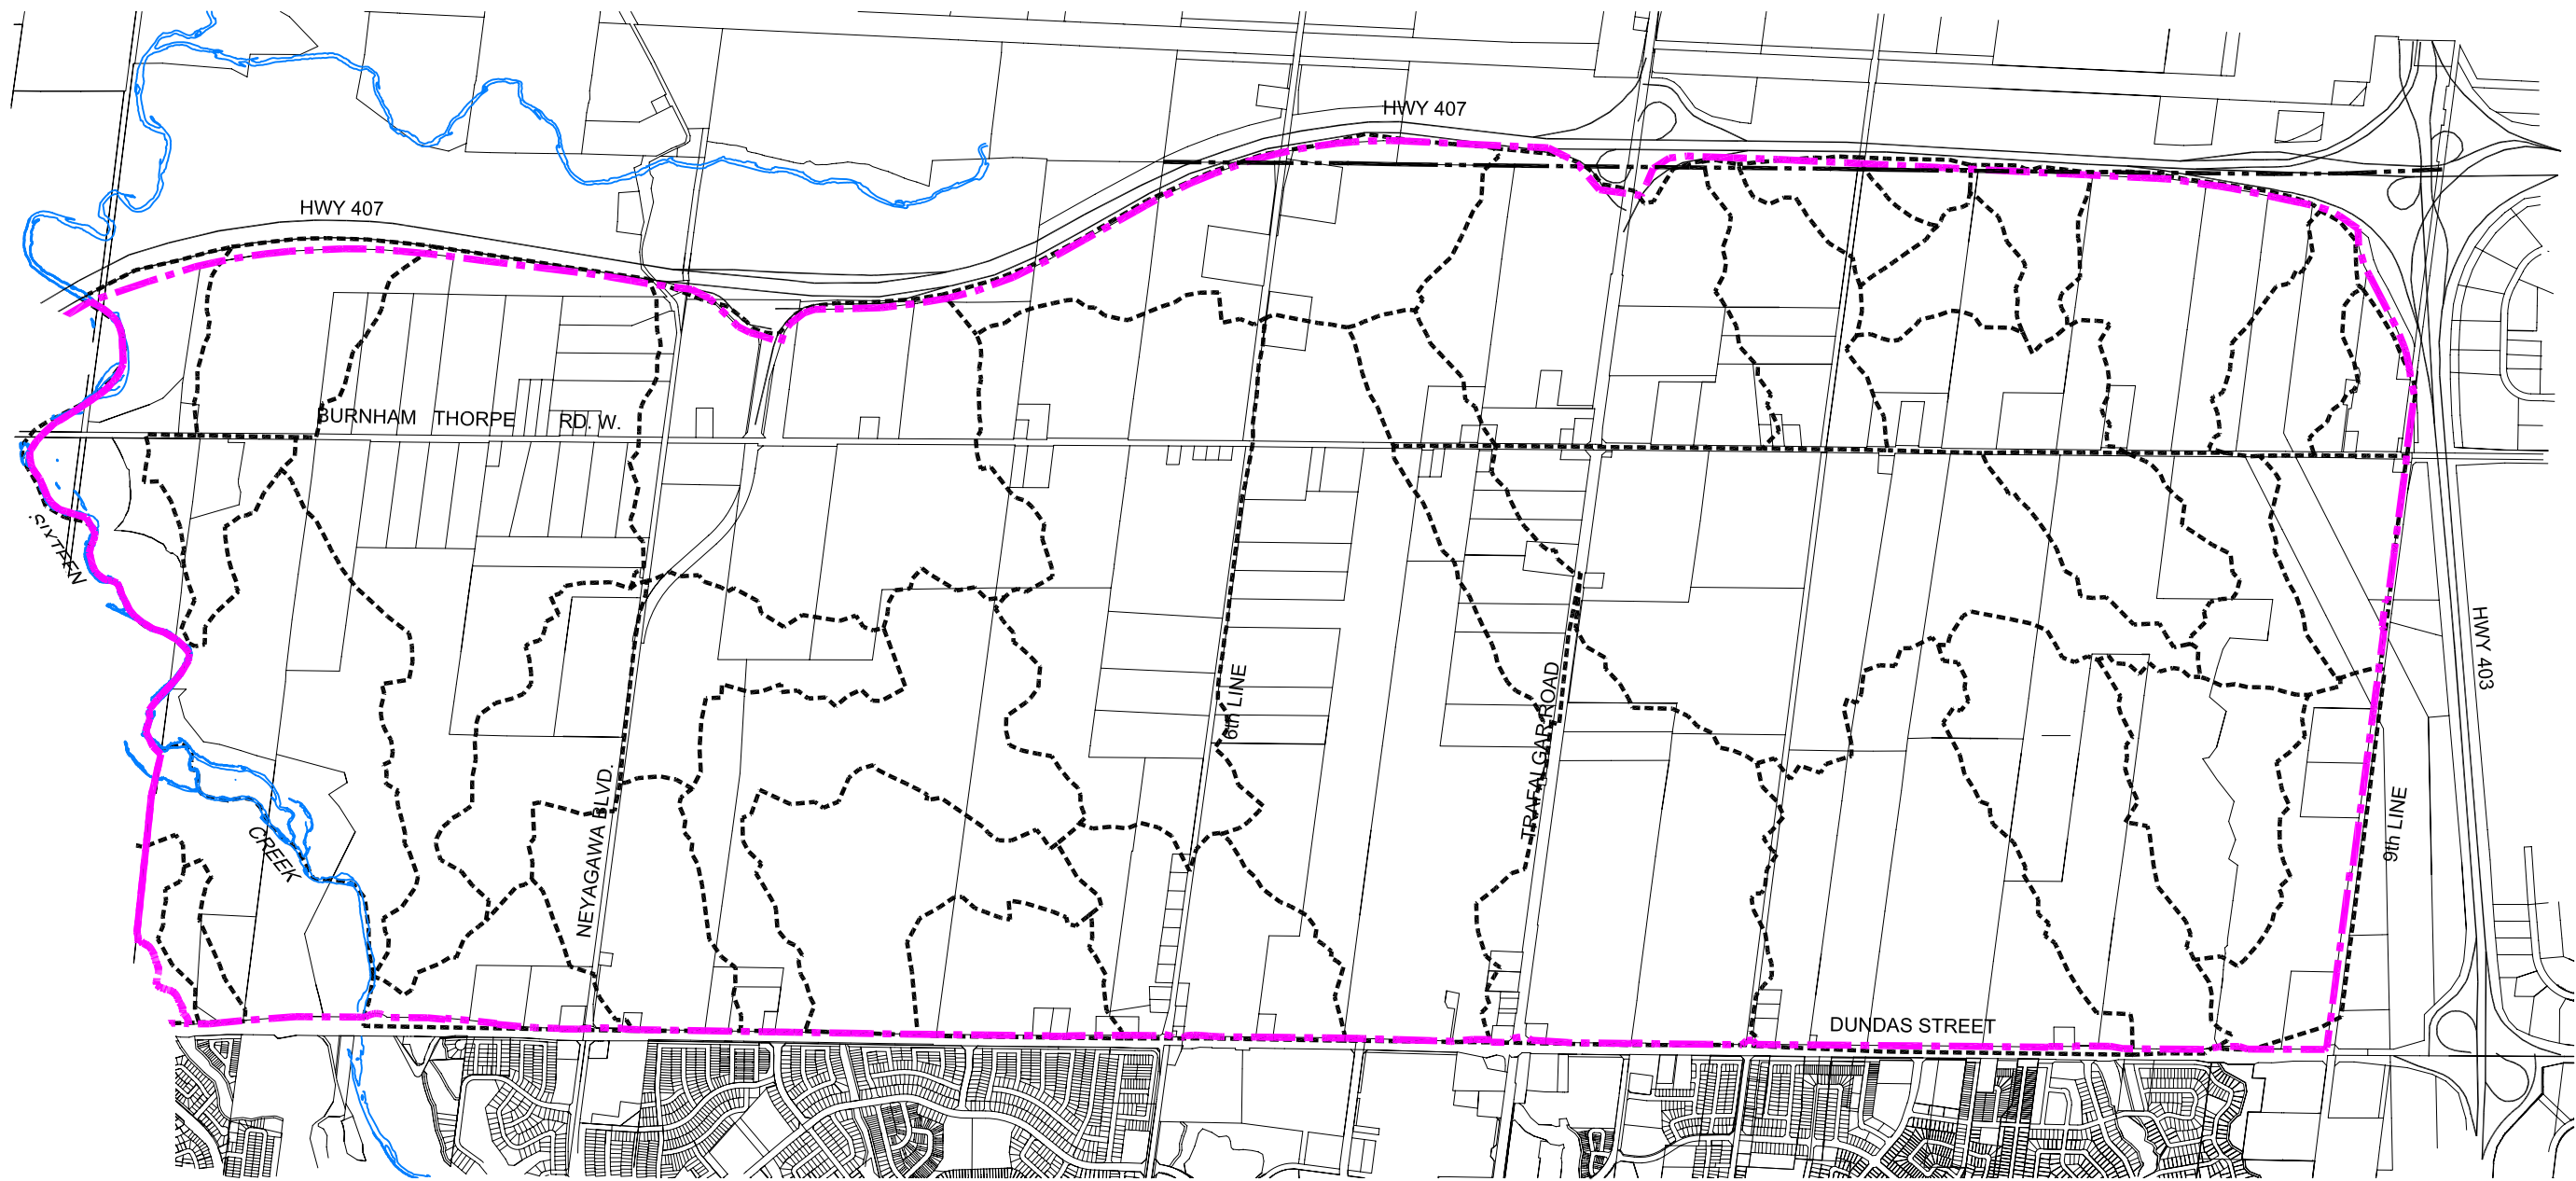 HWY 407
HWY 407
BURNHAM THORPE RD. W.
SIXTEEN
CREEK
NEYAGAWA BLVD.
6th LINE
TRAFALGAR ROAD
HWY 403
9th LINE
DUNDAS STREET